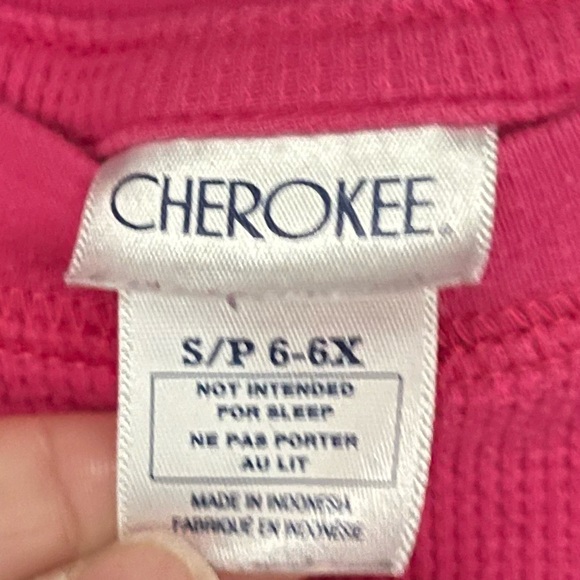 CHEROKEE
S/P 6-6X
NOT INTENDED
FOR SLEEP
NE PAS PORTER
AU LIT
MADE IN INDONESIA
FABRIQUÉ EN INDONÉSIE